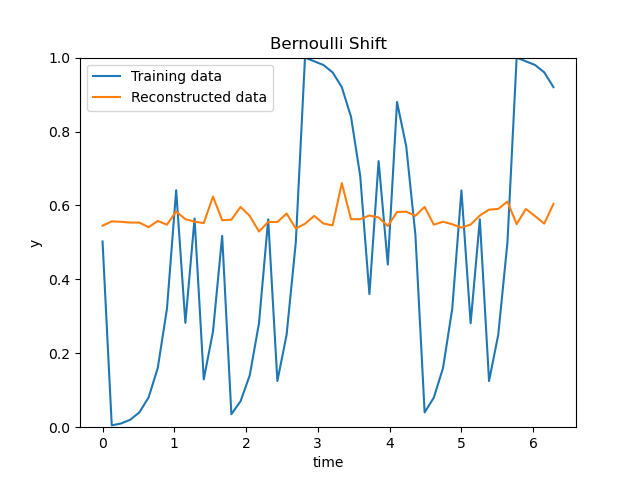 Bernoulli Shift
Training data
Reconstructed data
1.0
0.8
0.6
0.4
0.2
0.0
y
0 1 2 3 4 5 6
time